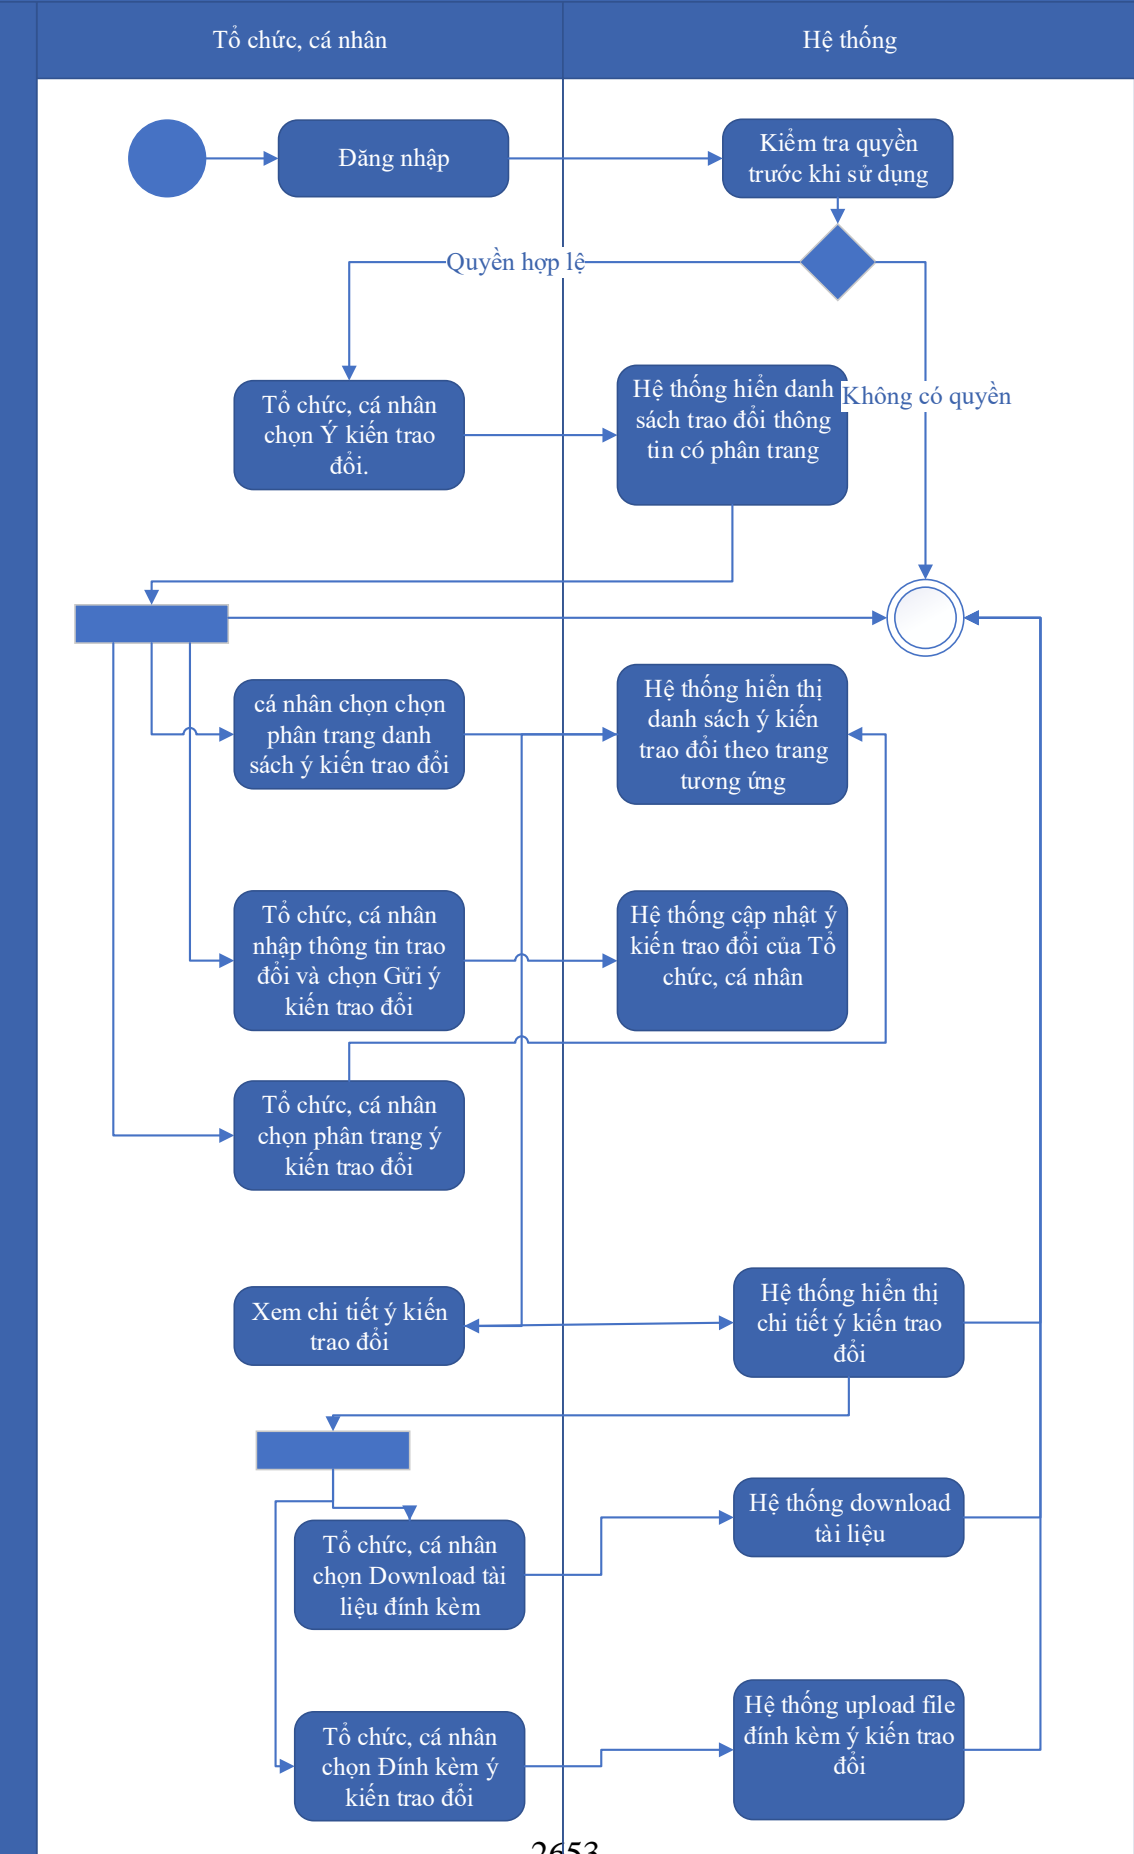 Tổ chức, cá nhân
Hệ thống
Đăng nhập
Kiểm tra quyền
trước khi sử dụng
Quyền hợp lệ
Không có quyền
Tổ chức, cá nhân
chọn Ý kiến trao
đổi.
Hệ thống hiển danh
sách trao đổi thông
tin có phân trang
cá nhân chọn chọn
phân trang danh
sách ý kiến trao đổi
Hệ thống hiển thị
danh sách ý kiến
trao đổi theo trang
tương ứng
Tổ chức, cá nhân
nhập thông tin trao
đổi và chọn Gửi ý
kiến trao đổi
Hệ thống cập nhật ý
kiến trao đổi của Tổ
chức, cá nhân
Tổ chức, cá nhân
chọn phân trang ý
kiến trao đổi
Xem chi tiết ý kiến
trao đổi
Hệ thống hiển thị
chi tiết ý kiến trao
đổi
Hệ thống download
tài liệu
Tổ chức, cá nhân
chọn Download tài
liệu đính kèm
Hệ thống upload file
đính kèm ý kiến trao
đổi
Tổ chức, cá nhân
chọn Đính kèm ý
kiến trao đổi
2653